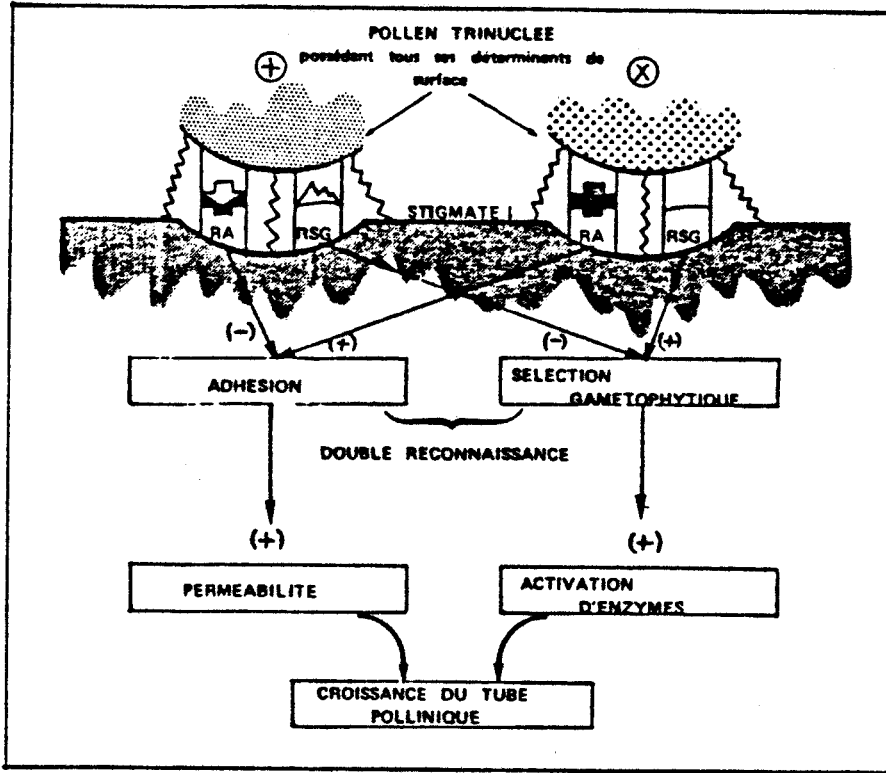 POLLEN TRINUCLEE
possédant tous ses déterminants de
surface
+
X
STIGMATE
RA
RSG
RA
RSG
(-)
(+)
(-)
(+)
ADHESION
SELECTION
GAMETOPHYTIQUE
DOUBLE RECONNAISSANCE
(+)
(+)
PERMEABILITE
ACTIVATION
D'ENZYMES
CROISSANCE DU TUBE
POLLINIQUE